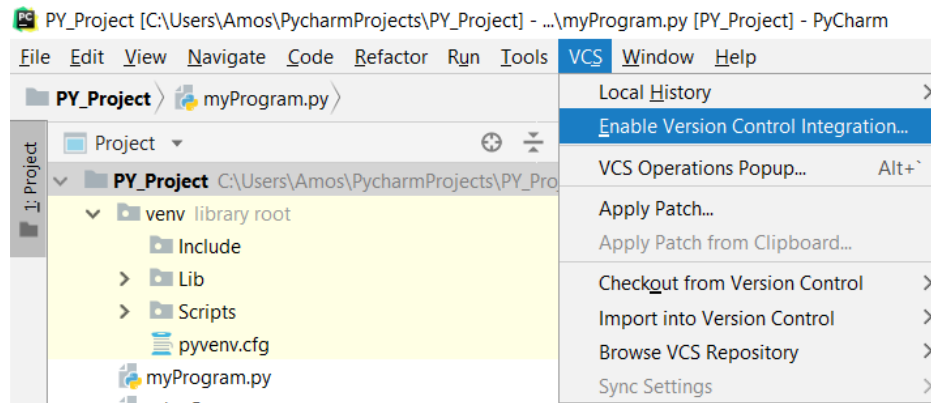 PY_Project [C:\Users\Amos\PycharmProjects\PY_Project] - ...\myProgram.py [PY_Project] - PyCharm
File Edit View Navigate Code Refactor Run Tools VCS Window Help
PY_Project myProgram.py
Local History
Enable Version Control Integration...
VCS Operations Popup... Alt+`
Apply Patch...
Apply Patch from Clipboard...
Checkout from Version Control
Import into Version Control
Browse VCS Repository
Sync Settings
1: Project
Project
PY_Project C:\Users\Amos\PycharmProjects\PY_Pro
venv library root
Include
Lib
Scripts
pyvenv.cfg
myProgram.py